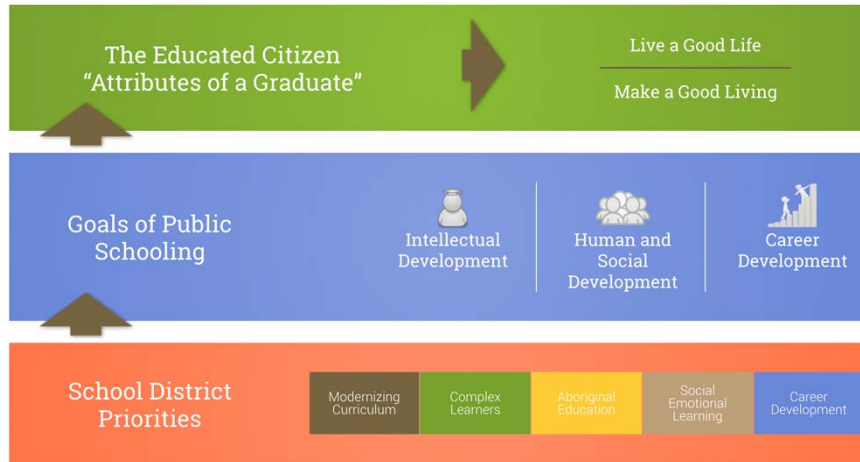 The Educated Citizen
“Attributes of a Graduate”
Live a Good Life
Make a Good Living
Goals of Public
Schooling
Intellectual
Development
Human and
Social
Development
Career
Development
School District
Priorities
Modernizing
Curriculum
Complex
Learners
Aboriginal
Education
Social
Emotional
Learning
Career
Development